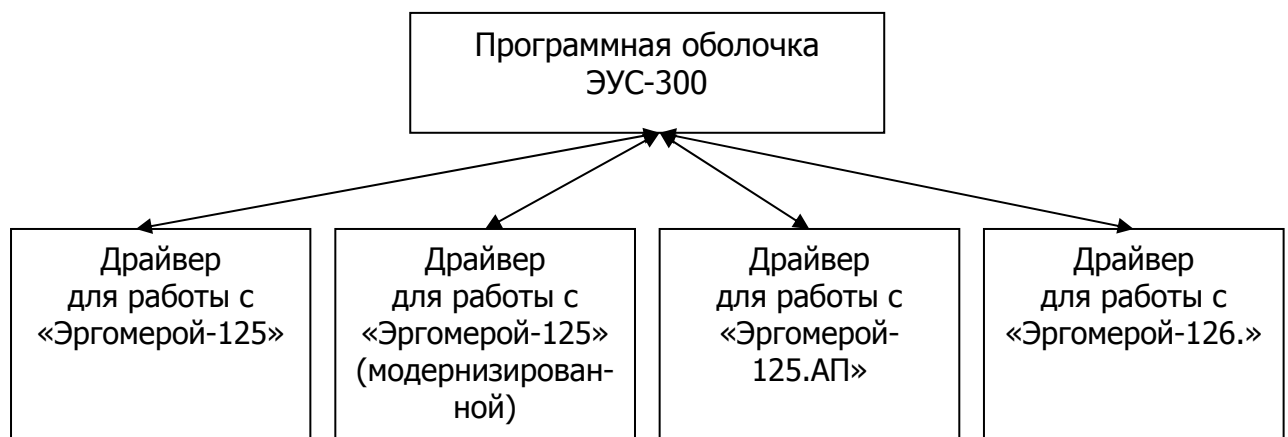 Программная оболочка
ЭУС-300
Драйвер
для работы с
«Эргомерой-125»
Драйвер
для работы с
«Эргомерой-125»
(модернизирован-
ной)
Драйвер
для работы с
«Эргомерой-
125.АП»
Драйвер
для работы с
«Эргомерой-126.»